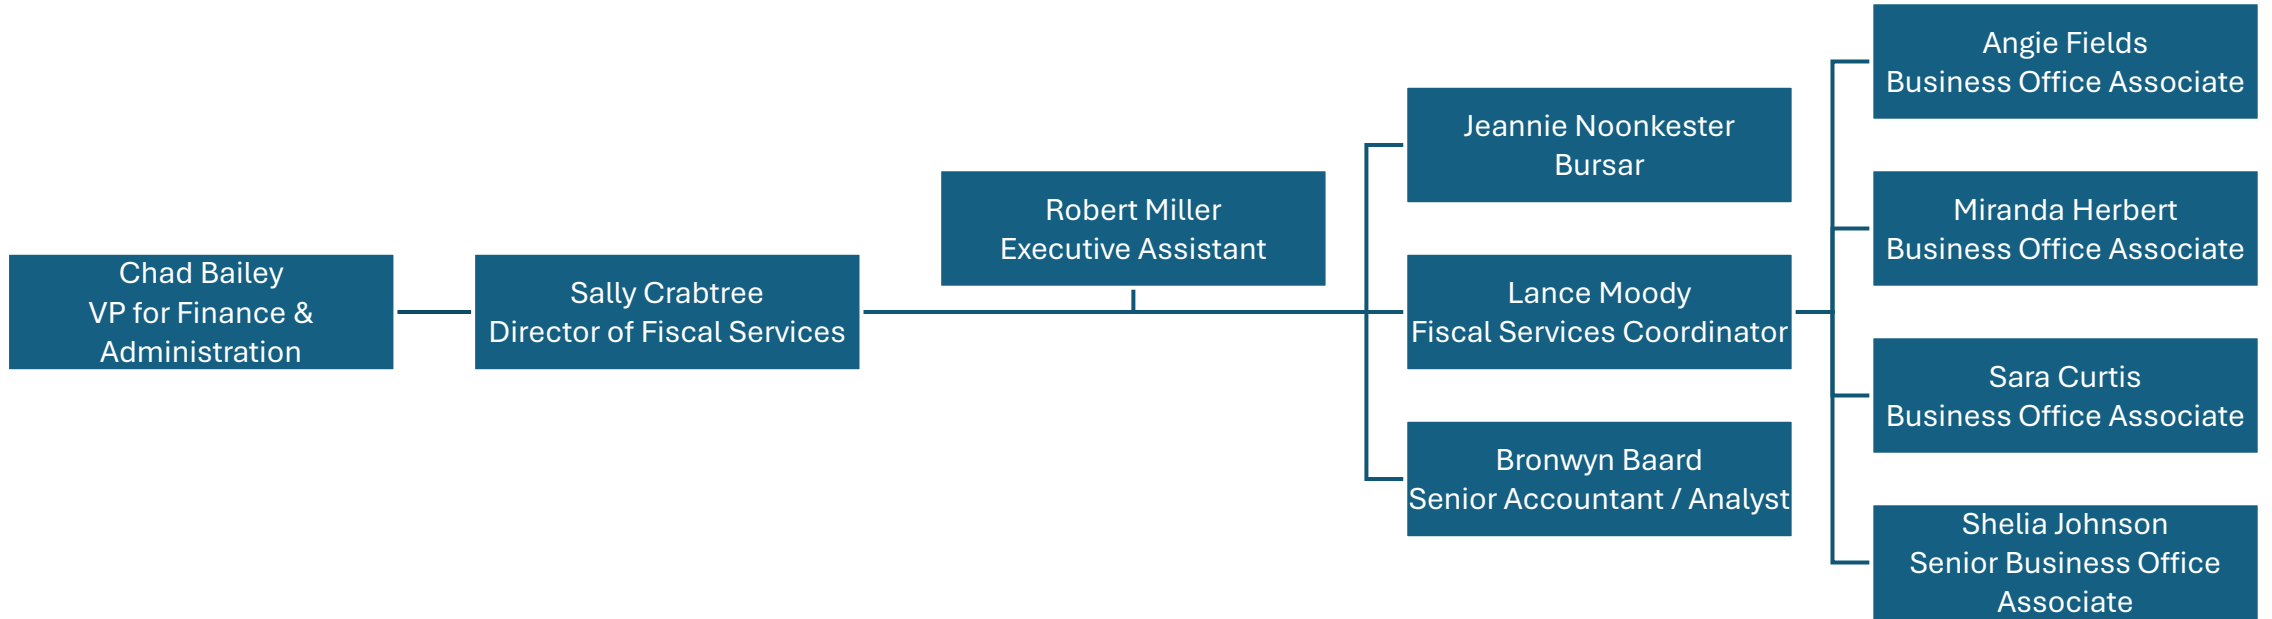 Chad Bailey
VP for Finance &
Administration
Sally Crabtree
Director of Fiscal Services
Robert Miller
Executive Assistant
Jeannie Noonkester
Bursar
Lance Moody
Fiscal Services Coordinator
Bronwyn Baard
Senior Accountant / Analyst
Angie Fields
Business Office Associate
Miranda Herbert
Business Office Associate
Sara Curtis
Business Office Associate
Shelia Johnson
Senior Business Office
Associate